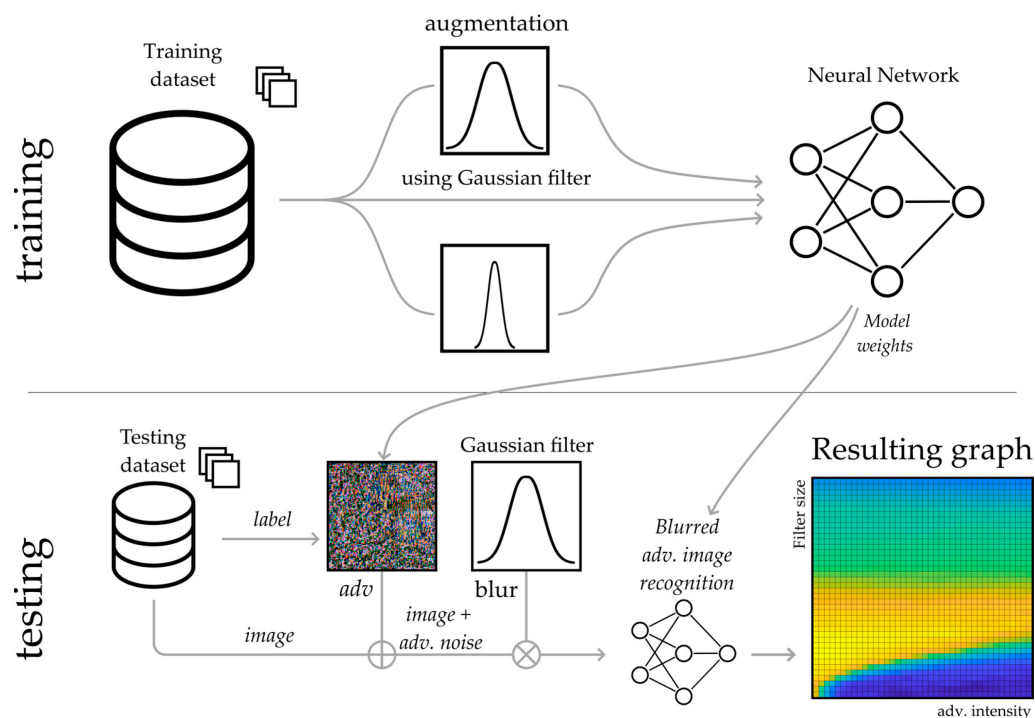 training
Training
dataset
augmentation
using Gaussian filter
Neural Network
Model
weights
testing
Testing
dataset
label
image
adv
Gaussian filter
blur
image +
adv. noise
Blurred
adv. image
recognition
Resulting graph
Filter size
adv. intensity